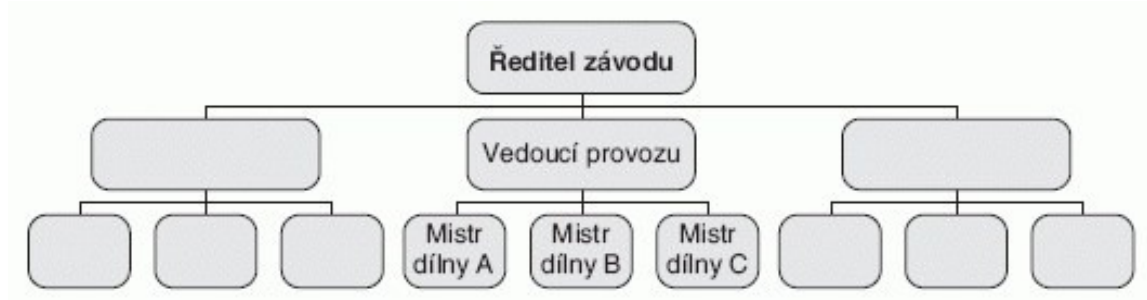 Ředitel závodu
Vedoucí provozu
Mistr
dílny A
Mistr
dílny B
Mistr
dílny C